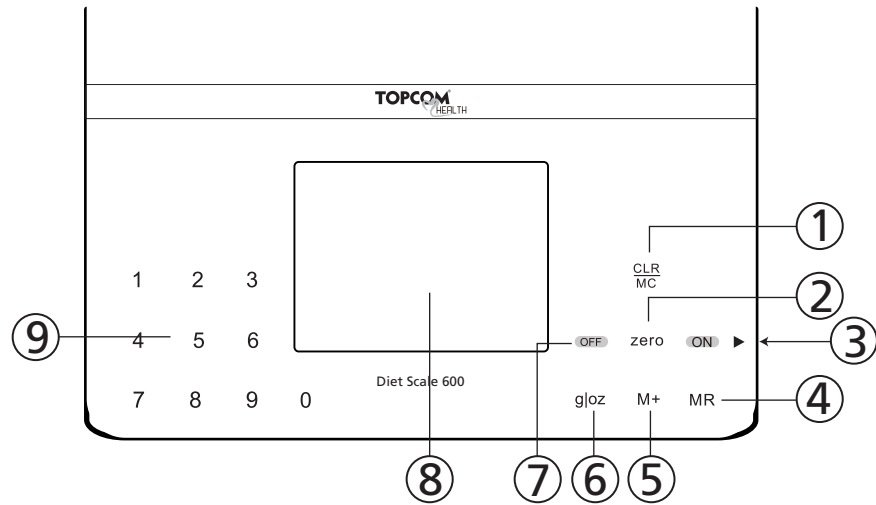 TOPCOM
HEALTH
1
CLR
MC
1 2 3
2
9 4 5 6 OFF zero ON ▶ 3
Diet Scale 600
7 8 9 0 g|oz M+ MR 4
8 7 6 5